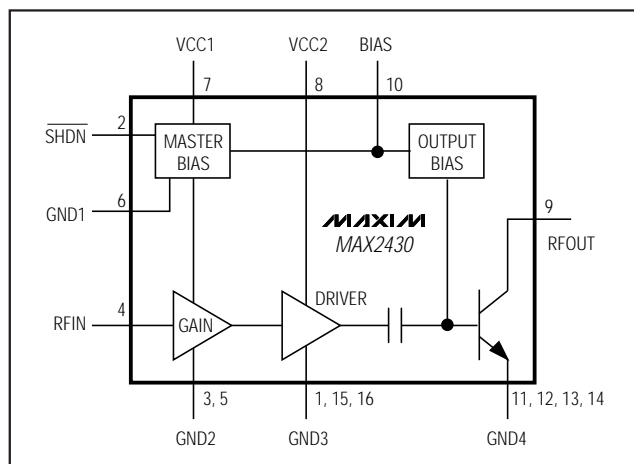 VCC1 VCC2 BIAS
7 8 10
2
SHDN
MASTER
BIAS
OUTPUT
BIAS
6
GND1
MAXIM
MAX2430
9
RFOUT
4
RFIN
GAIN
DRIVER
3, 5 1, 15, 16 11, 12, 13, 14
GND2 GND3 GND4